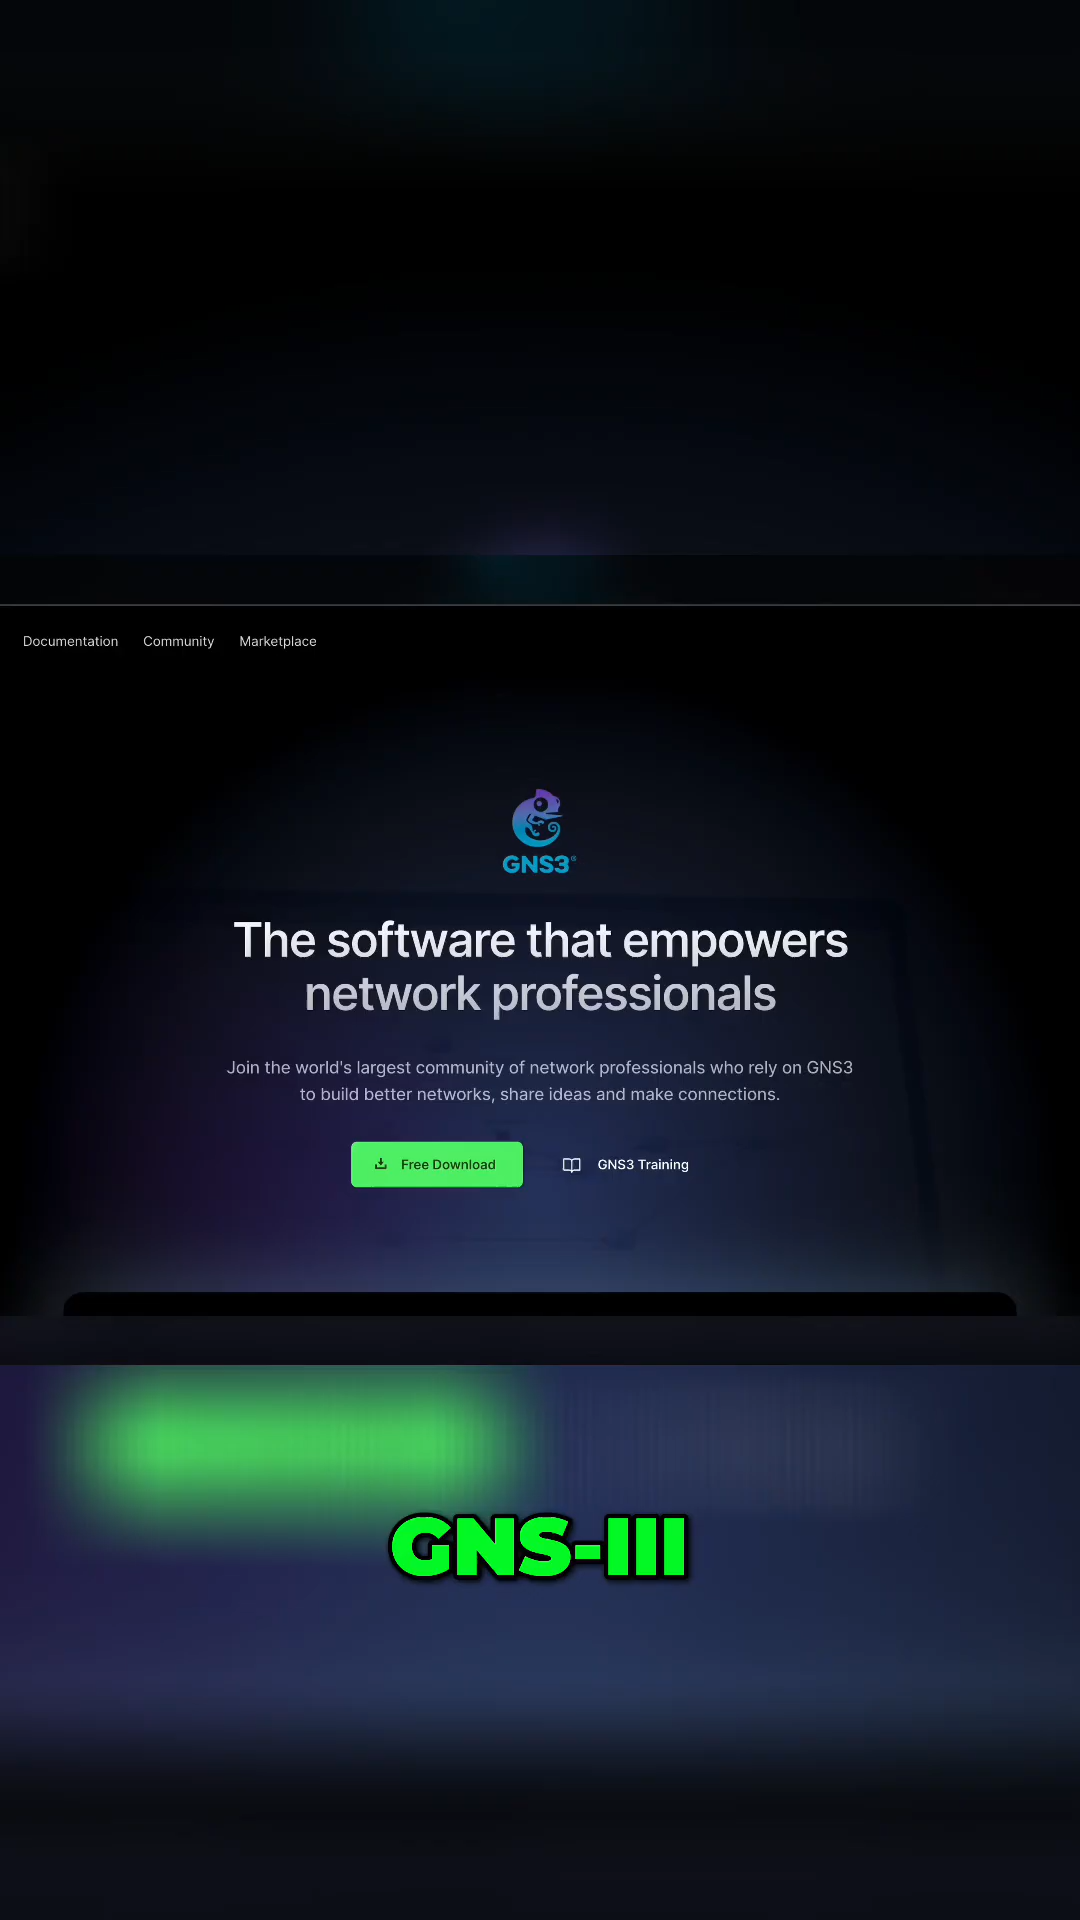 Documentation Community Marketplace
GNS3®
The software that empowers
network professionals
Join the world's largest community of network professionals who rely on GNS3
to build better networks, share ideas and make connections.
Free Download GNS3 Training
GNS-III